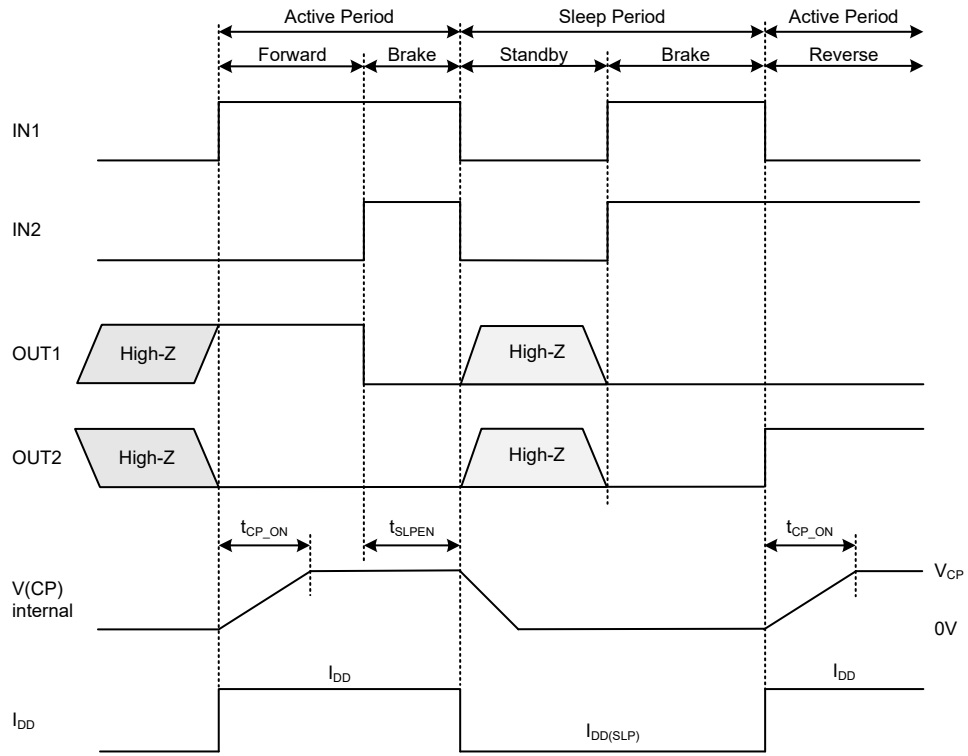 Active Period Sleep Period Active Period
Forward Brake Standby Brake Reverse
IN1
IN2
OUT1 High-Z High-Z
OUT2 High-Z High-Z
tCP_ON tSLPEN tCP_ON
V(CP) VCP
internal 0V
IDD IDD
IDD IDD(SLP)